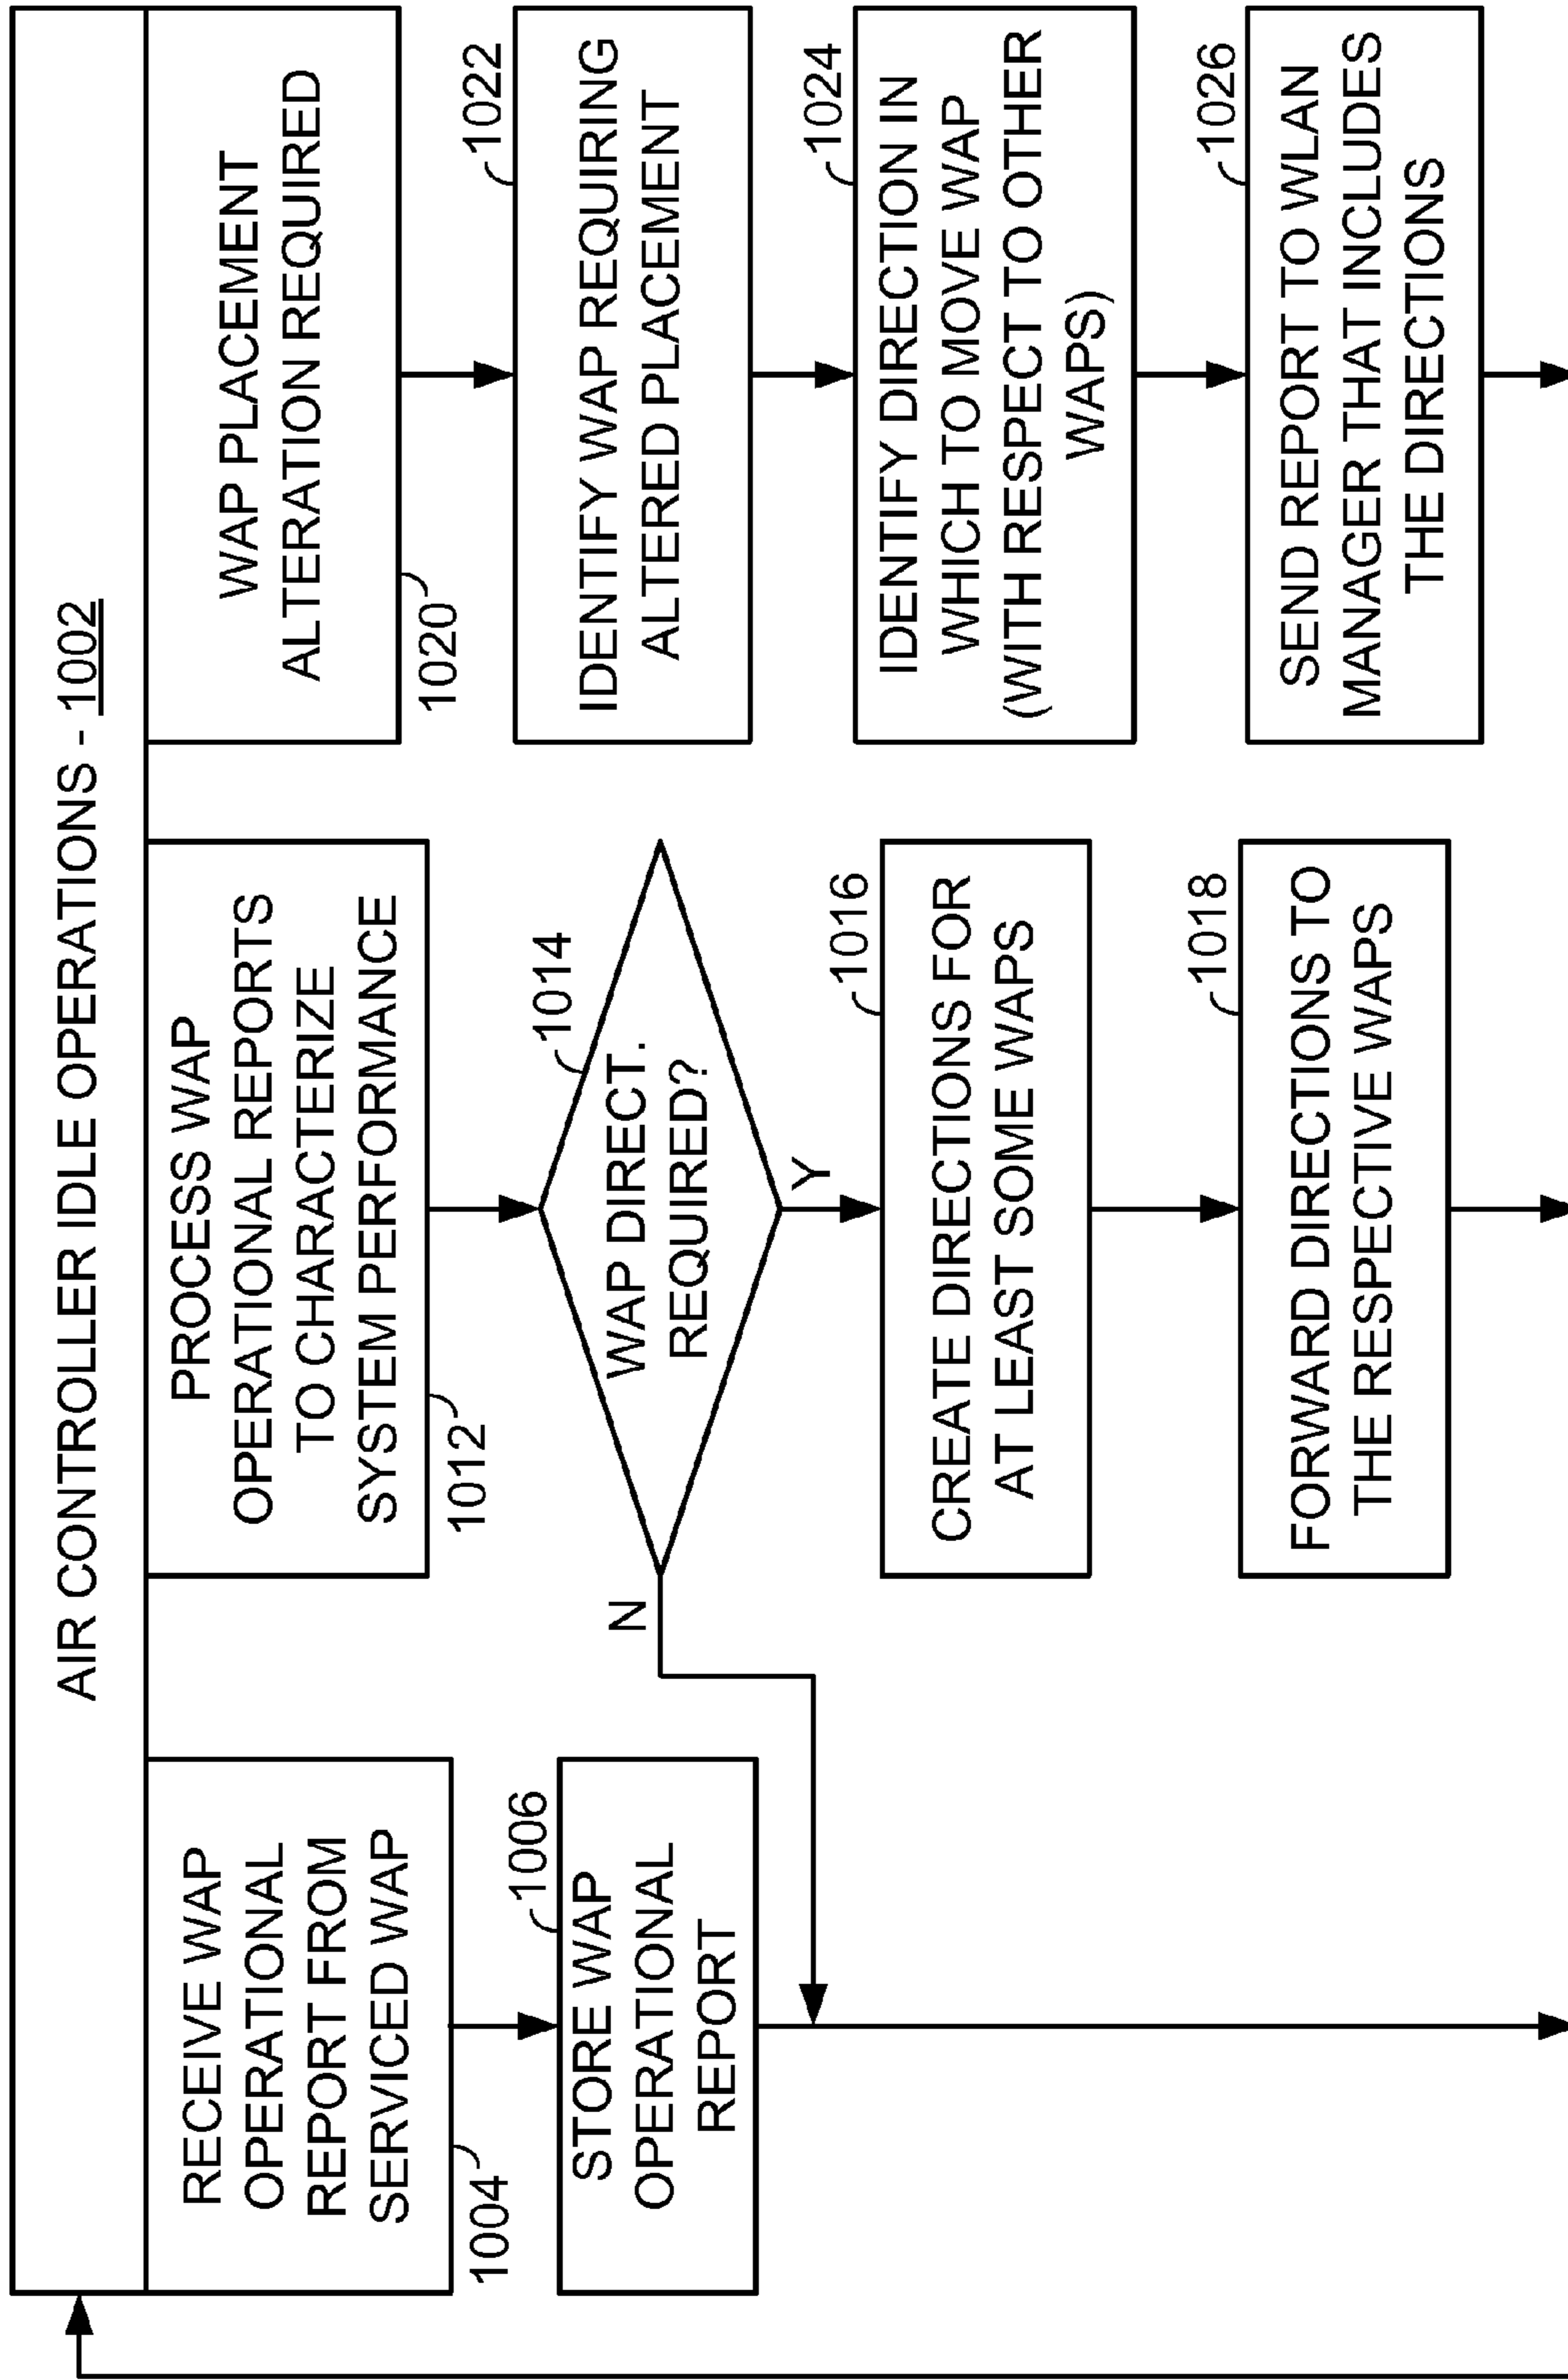 AIR CONTROLLER IDLE OPERATIONS - 1002
RECEIVE WAP
OPERATIONAL
REPORT FROM
SERVICED WAP
1004
1006
STORE WAP
OPERATIONAL
REPORT
PROCESS WAP
OPERATIONAL REPORTS
TO CHARACTERIZE
SYSTEM PERFORMANCE
1012
1014
WAP DIRECT.
REQUIRED?
N
Y
1016
CREATE DIRECTIONS FOR
AT LEAST SOME WAPS
1018
FORWARD DIRECTIONS TO
THE RESPECTIVE WAPS
WAP PLACEMENT
ALTERATION REQUIRED
1020
1022
IDENTIFY WAP REQUIRING
ALTERED PLACEMENT
1024
IDENTIFY DIRECTION IN
WHICH TO MOVE WAP
(WITH RESPECT TO OTHER
WAPS)
1026
SEND REPORT TO WLAN
MANAGER THAT INCLUDES
THE DIRECTIONS